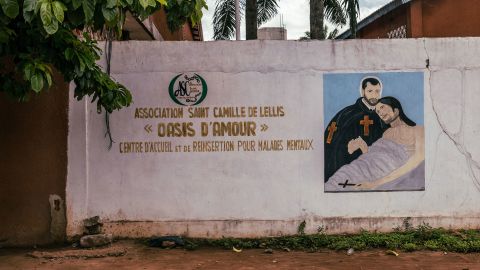 ASSOCIATION SAINT CAMILLE DE LELLIS
« OASIS D'AMOUR »
CENTRE D'ACCUEIL ET DE REINSERTION POUR MALADES MENTAUX